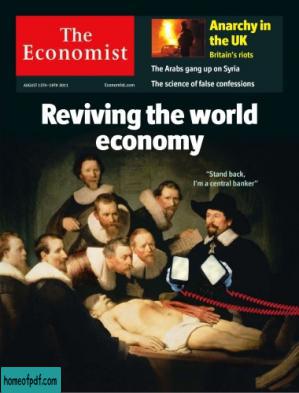 The
Economist
Anarchy in
the UK
Britain's riots
The Arabs gang up on Syria
The science of false confessions
AUGUST 13TH–19TH 2011
Economist.com
Reviving the world
economy
"Stand back,
I'm a central banker"
homeofpdf.com